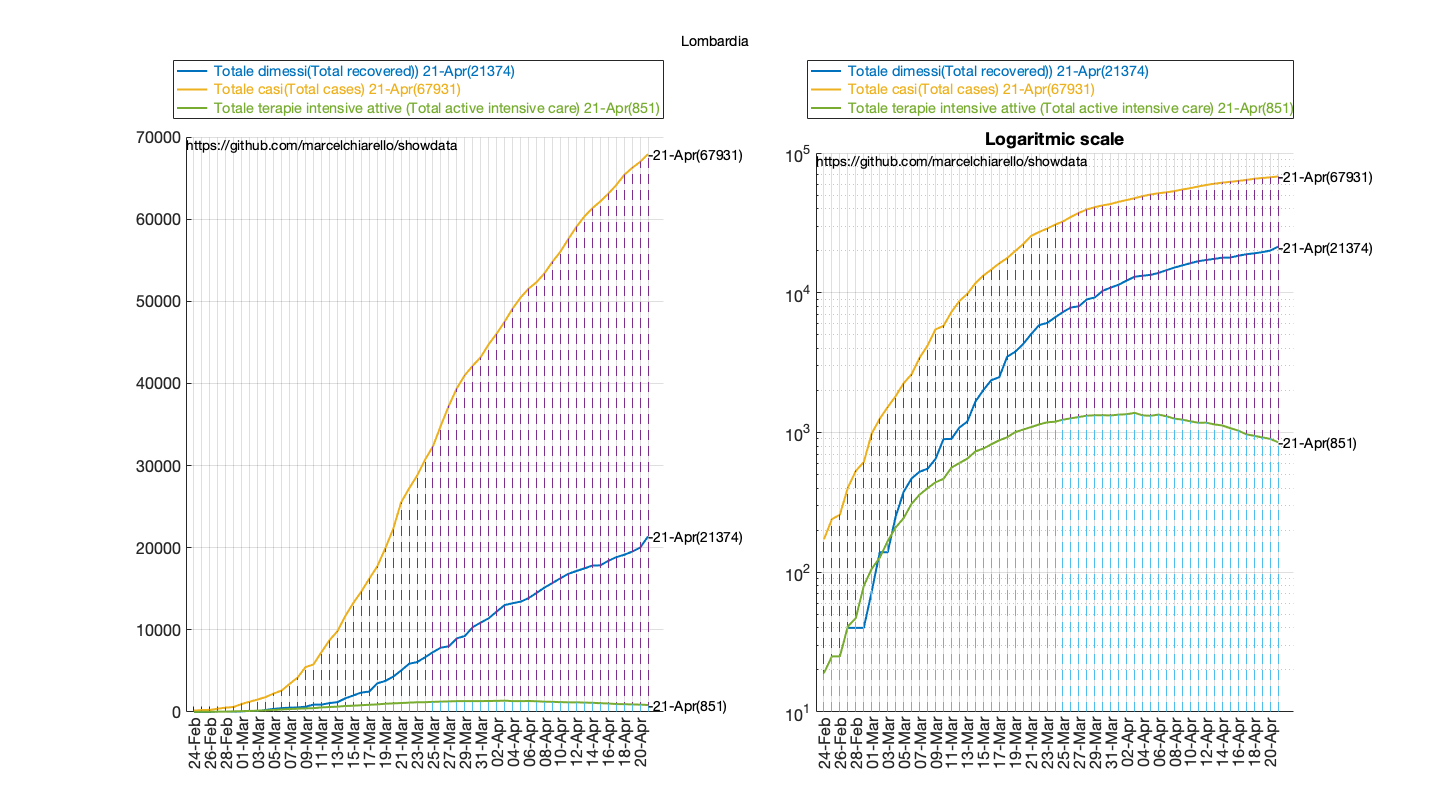 Lombardia
Totale dimessi(Total recovered)) 21-Apr(21374)
Totale casi(Total cases) 21-Apr(67931)
Totale terapie intensive attive (Total active intensive care) 21-Apr(851)
70000
https://github.com/marcelchiarello/showdata
-21-Apr(67931)
60000
50000
40000
30000
20000
-21-Apr(21374)
10000
0
-21-Apr(851)
24-Feb
26-Feb
28-Feb
01-Mar
03-Mar
05-Mar
07-Mar
09-Mar
11-Mar
13-Mar
15-Mar
17-Mar
19-Mar
21-Mar
23-Mar
25-Mar
27-Mar
29-Mar
31-Mar
02-Apr
04-Apr
06-Apr
08-Apr
10-Apr
12-Apr
14-Apr
16-Apr
18-Apr
20-Apr
Totale dimessi(Total recovered)) 21-Apr(21374)
Totale casi(Total cases) 21-Apr(67931)
Totale terapie intensive attive (Total active intensive care) 21-Apr(851)
Logaritmic scale
10^5
https://github.com/marcelchiarello/showdata
-21-Apr(67931)
-21-Apr(21374)
10^4
10^3
-21-Apr(851)
10^2
10^1
24-Feb
26-Feb
28-Feb
01-Mar
03-Mar
05-Mar
07-Mar
09-Mar
11-Mar
13-Mar
15-Mar
17-Mar
19-Mar
21-Mar
23-Mar
25-Mar
27-Mar
29-Mar
31-Mar
02-Apr
04-Apr
06-Apr
08-Apr
10-Apr
12-Apr
14-Apr
16-Apr
18-Apr
20-Apr